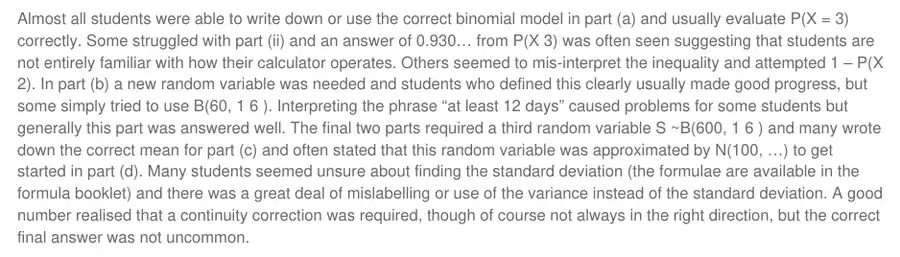 Almost all students were able to write down or use the correct binomial model in part (a) and usually evaluate P(X = 3)
correctly. Some struggled with part (ii) and an answer of 0.930… from P(X 3) was often seen suggesting that students are
not entirely familiar with how their calculator operates. Others seemed to mis-interpret the inequality and attempted 1 – P(X
2). In part (b) a new random variable was needed and students who defined this clearly usually made good progress, but
some simply tried to use B(60, 1 6 ). Interpreting the phrase “at least 12 days” caused problems for some students but
generally this part was answered well. The final two parts required a third random variable S ~B(600, 1 6 ) and many wrote
down the correct mean for part (c) and often stated that this random variable was approximated by N(100, …) to get
started in part (d). Many students seemed unsure about finding the standard deviation (the formulae are available in the
formula booklet) and there was a great deal of mislabelling or use of the variance instead of the standard deviation. A good
number realised that a continuity correction was required, though of course not always in the right direction, but the correct
final answer was not uncommon.